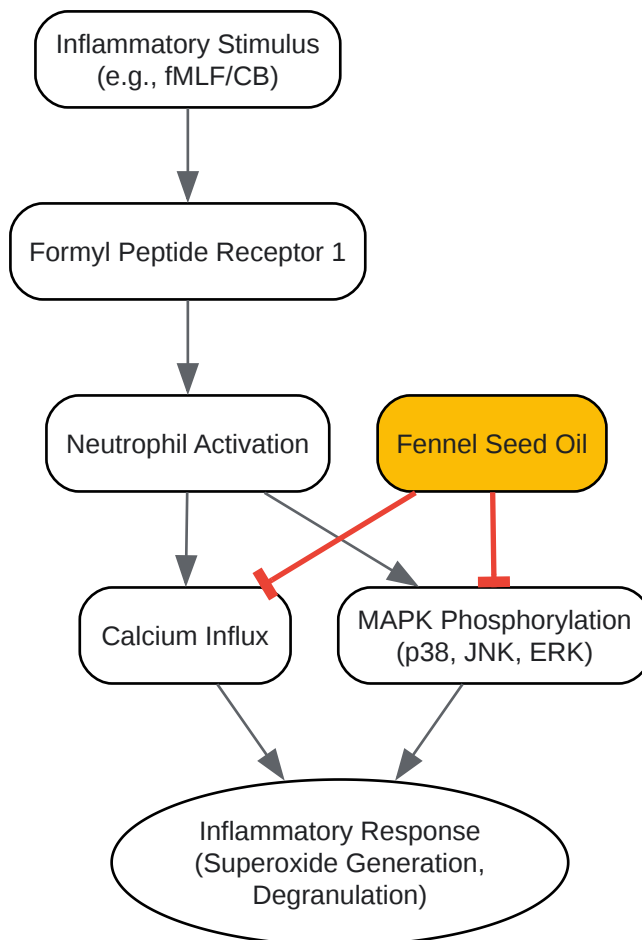 Inflammatory Stimulus
(e.g., fMLF/CB)
Formyl Peptide Receptor 1
Neutrophil Activation
Fennel Seed Oil
Calcium Influx
MAPK Phosphorylation
(p38, JNK, ERK)
Inflammatory Response
(Superoxide Generation,
Degranulation)